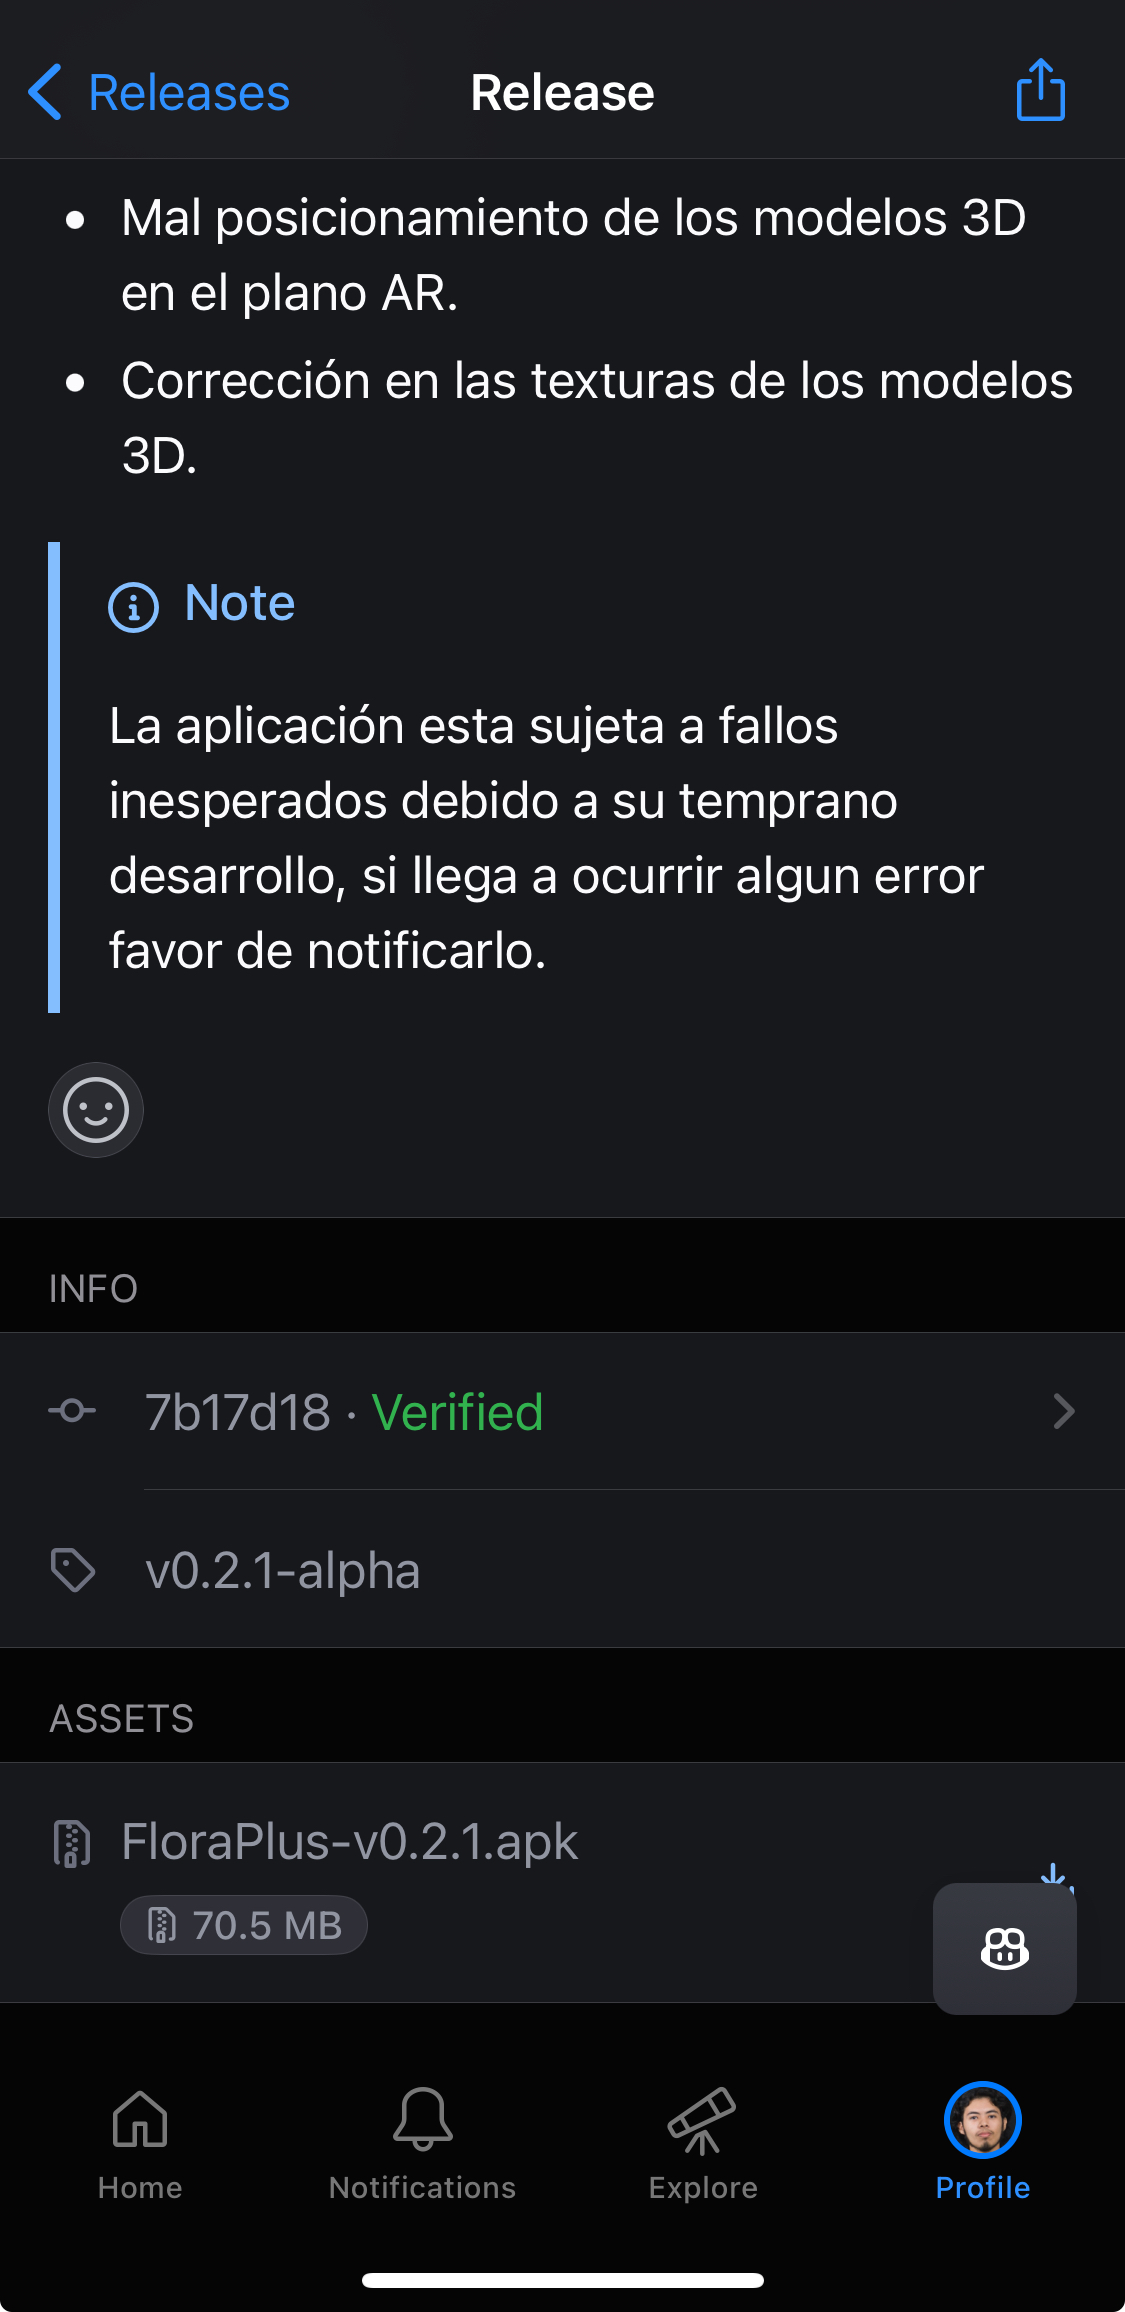 Releases
Release
Mal posicionamiento de los modelos 3D
en el plano AR.
Corrección en las texturas de los modelos
3D.
Note
La aplicación esta sujeta a fallos
inesperados debido a su temprano
desarrollo, si llega a ocurrir algun error
favor de notificarlo.
INFO
7b17d18 · Verified
v0.2.1-alpha
ASSETS
FloraPlus-v0.2.1.apk
70.5 MB
Home
Notifications
Explore
Profile